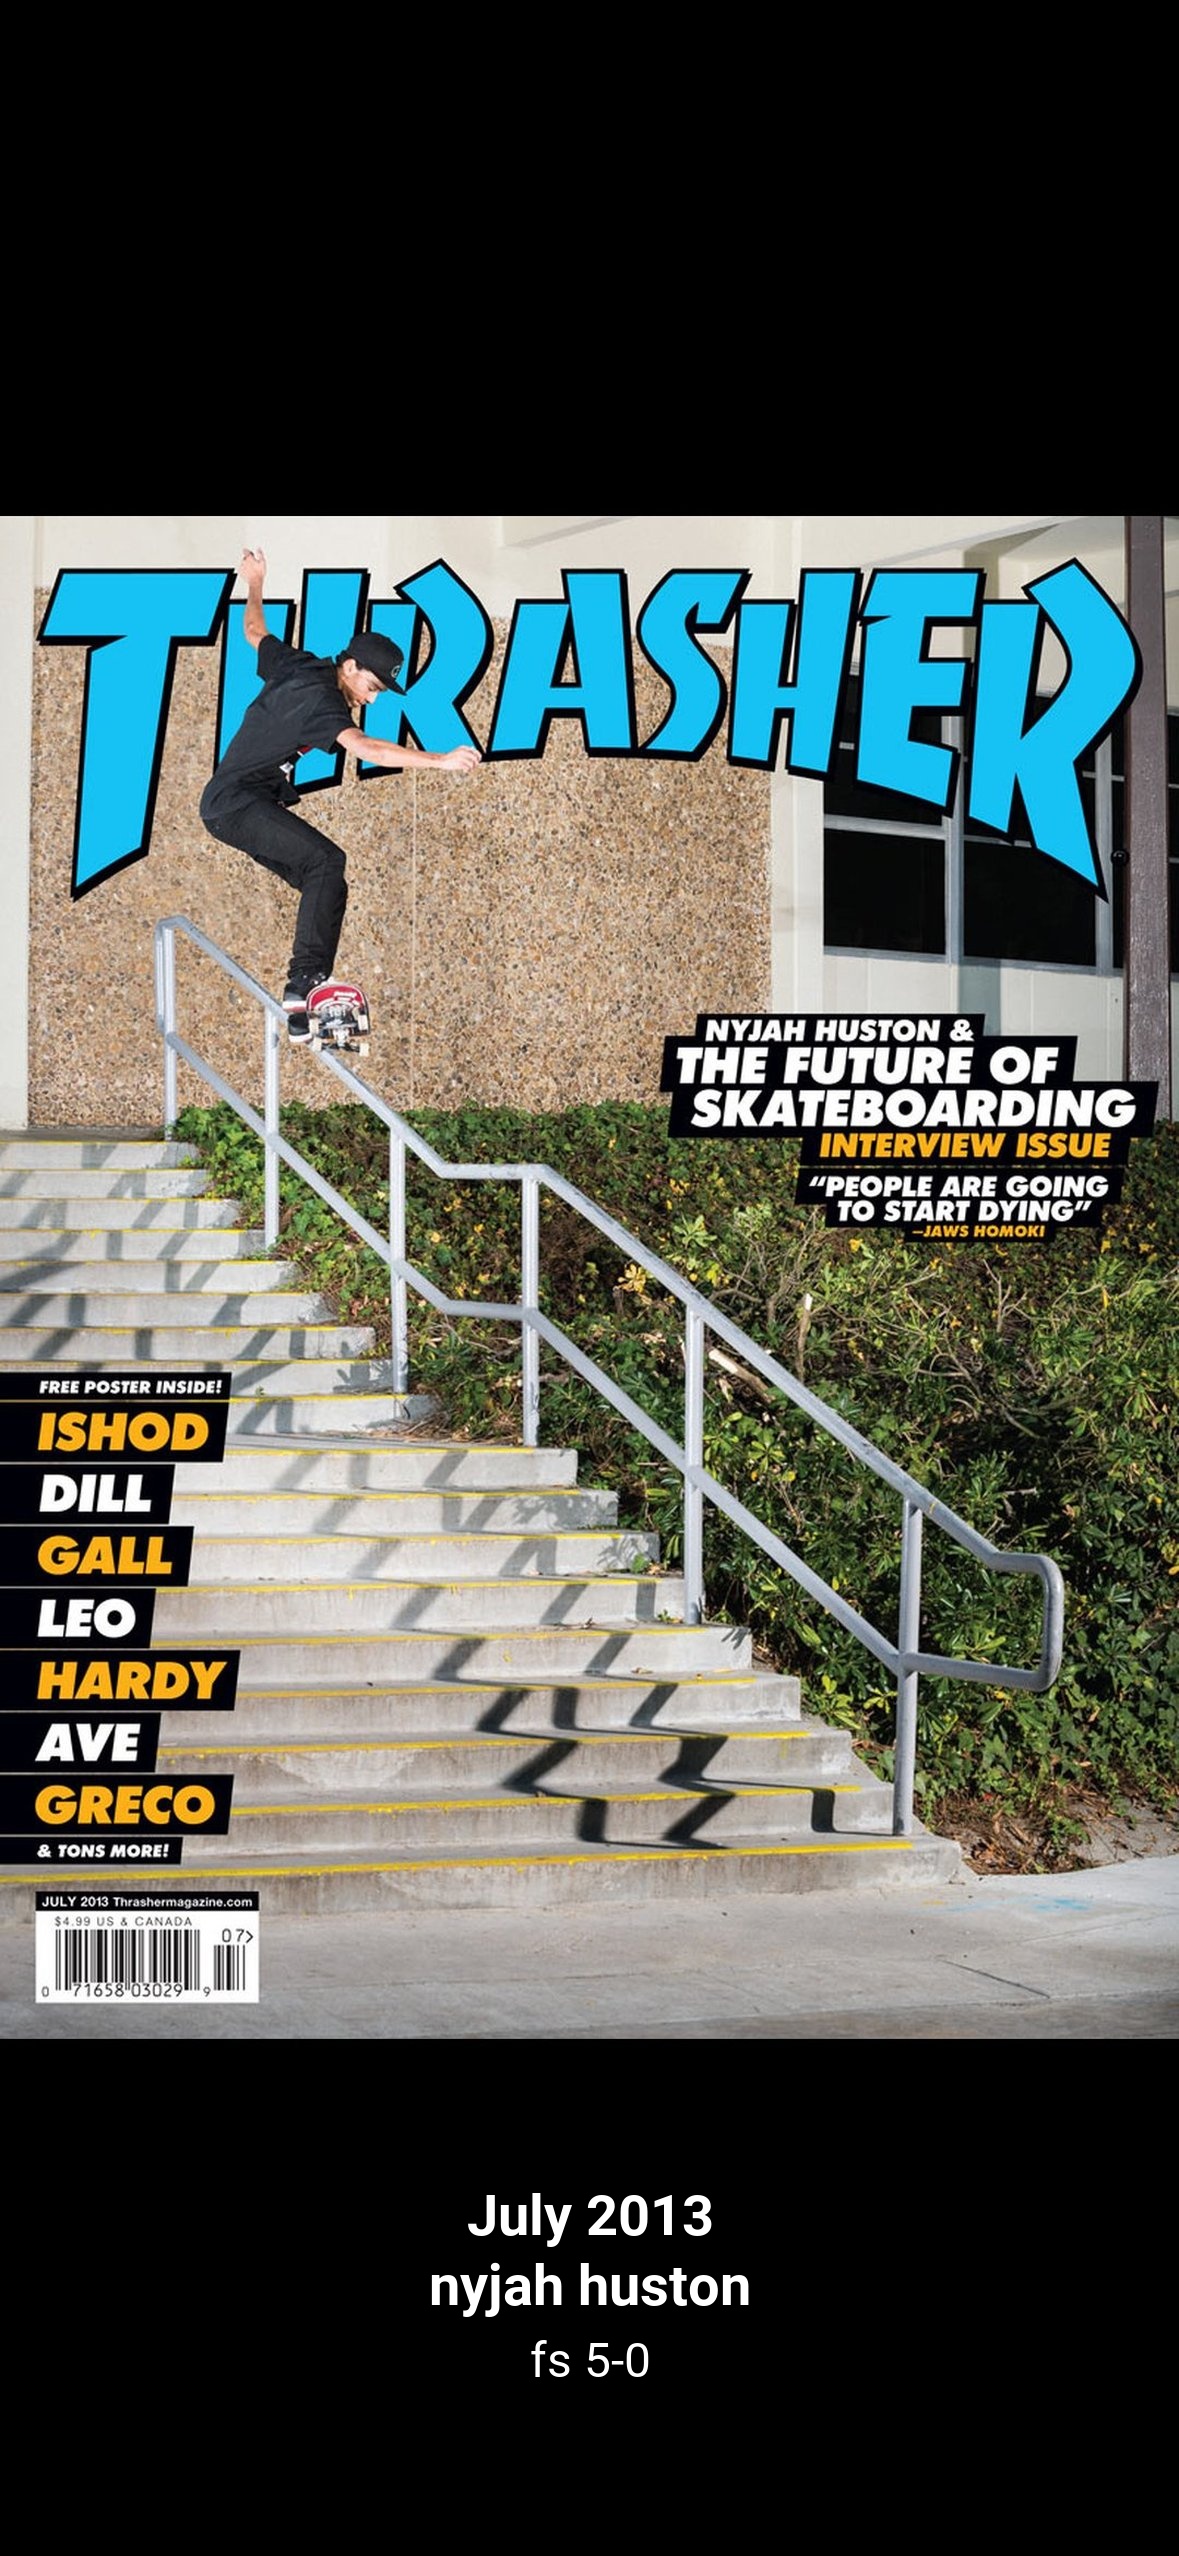 THRASHER
NYJAH HUSTON &
THE FUTURE OF
SKATEBOARDING
INTERVIEW ISSUE
“PEOPLE ARE GOING
TO START DYING”
–JAWS HOMOKI
FREE POSTER INSIDE!
ISHOD
DILL
GALL
LEO
HARDY
AVE
GRECO
& TONS MORE!
JULY 2013 Thrashermagazine.com
$4.99 US & CANADA
07>
0 71658 03029 9
July 2013
nyjah huston
fs 5-0